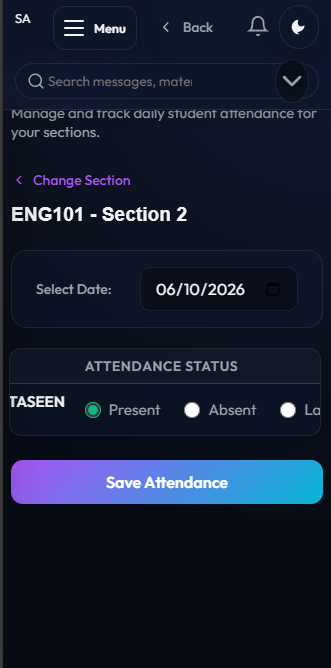 SA
Menu
Back
Search messages, mater
Manage and track daily student attendance for
your sections.
Change Section
ENG101 - Section 2
Select Date:
06/10/2026
ATTENDANCE STATUS
TASEEN
Present
Absent
La
Save Attendance